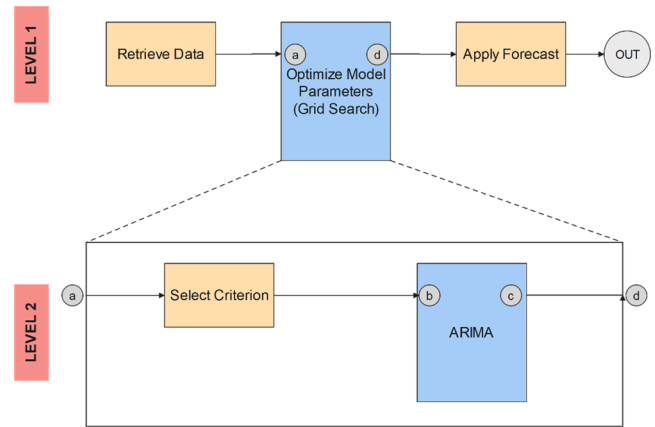 LEVEL 1
Retrieve Data
a
d
Optimize Model
Parameters
(Grid Search)
Apply Forecast
OUT
LEVEL 2
a
Select Criterion
b
c
ARIMA
d